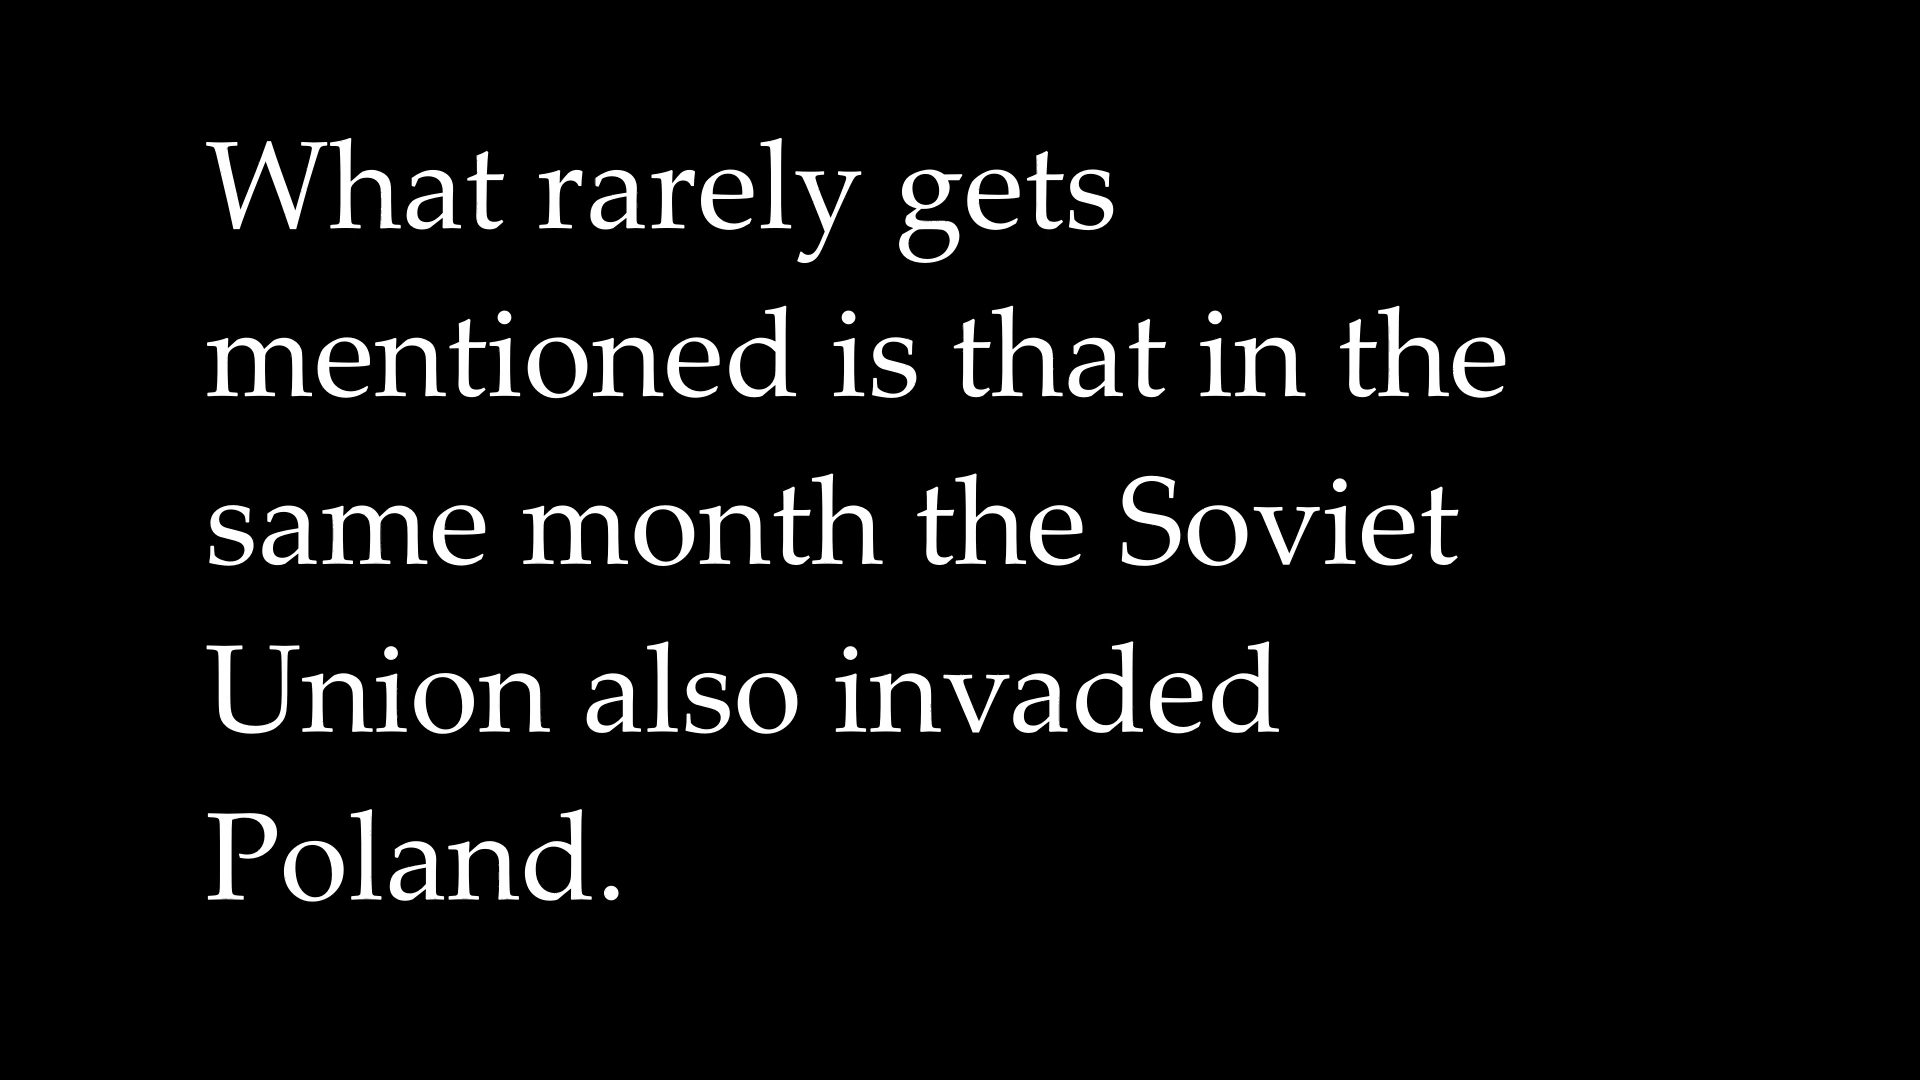 What rarely gets
mentioned is that in the
same month the Soviet
Union also invaded
Poland.